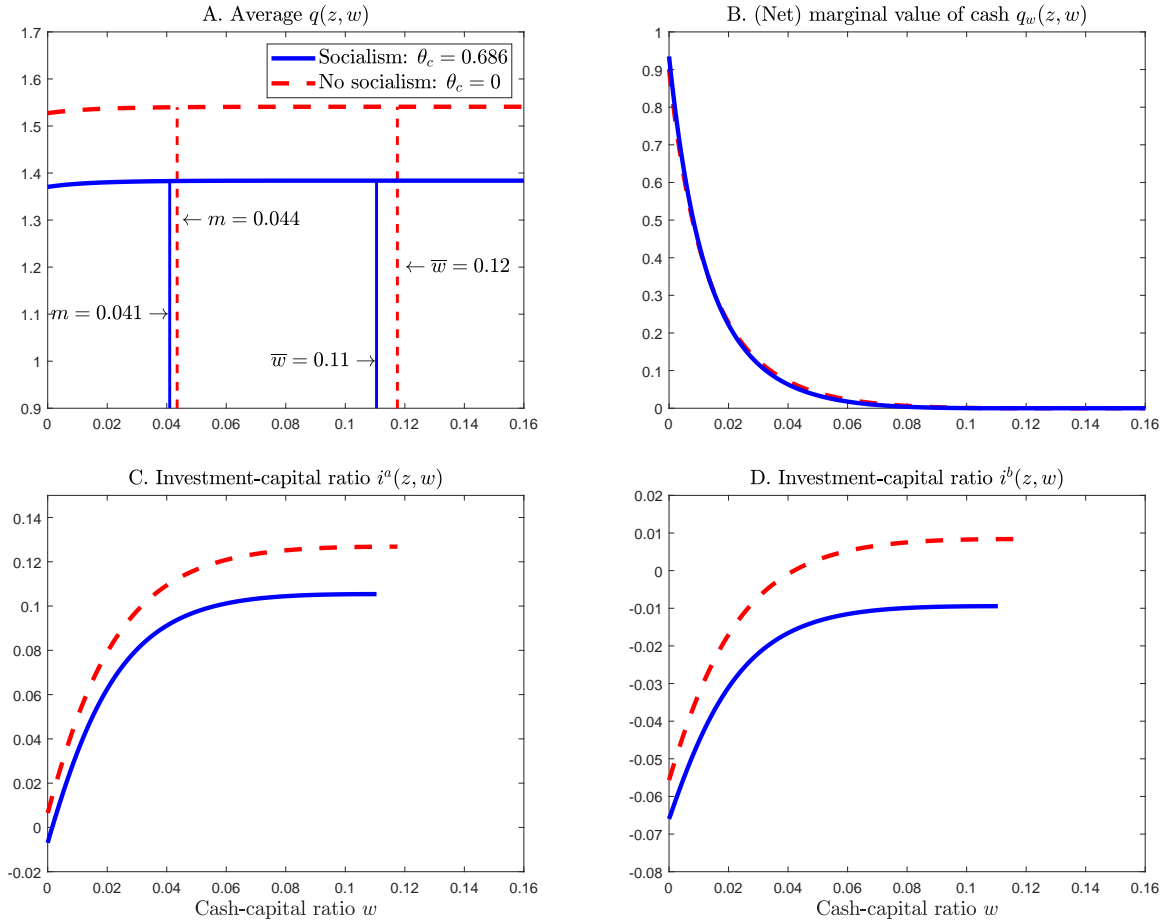 A. Average q(z, w)
1.7
1.6
1.5
1.4
1.3
1.2
1.1
1
0.9
0 0.02 0.04 0.06 0.08 0.1 0.12 0.14 0.16
Socialism: θc = 0.686
No socialism: θc = 0
← m = 0.044
← w̅ = 0.12
m = 0.041 →
w̅ = 0.11 →
B. (Net) marginal value of cash qw(z, w)
1
0.9
0.8
0.7
0.6
0.5
0.4
0.3
0.2
0.1
0
0 0.02 0.04 0.06 0.08 0.1 0.12 0.14 0.16
C. Investment-capital ratio iᵃ(z, w)
0.14
0.12
0.1
0.08
0.06
0.04
0.02
0
-0.02
0 0.02 0.04 0.06 0.08 0.1 0.12 0.14 0.16
Cash-capital ratio w
D. Investment-capital ratio iᵇ(z, w)
0.02
0.01
0
-0.01
-0.02
-0.03
-0.04
-0.05
-0.06
-0.07
-0.08
0 0.02 0.04 0.06 0.08 0.1 0.12 0.14 0.16
Cash-capital ratio w